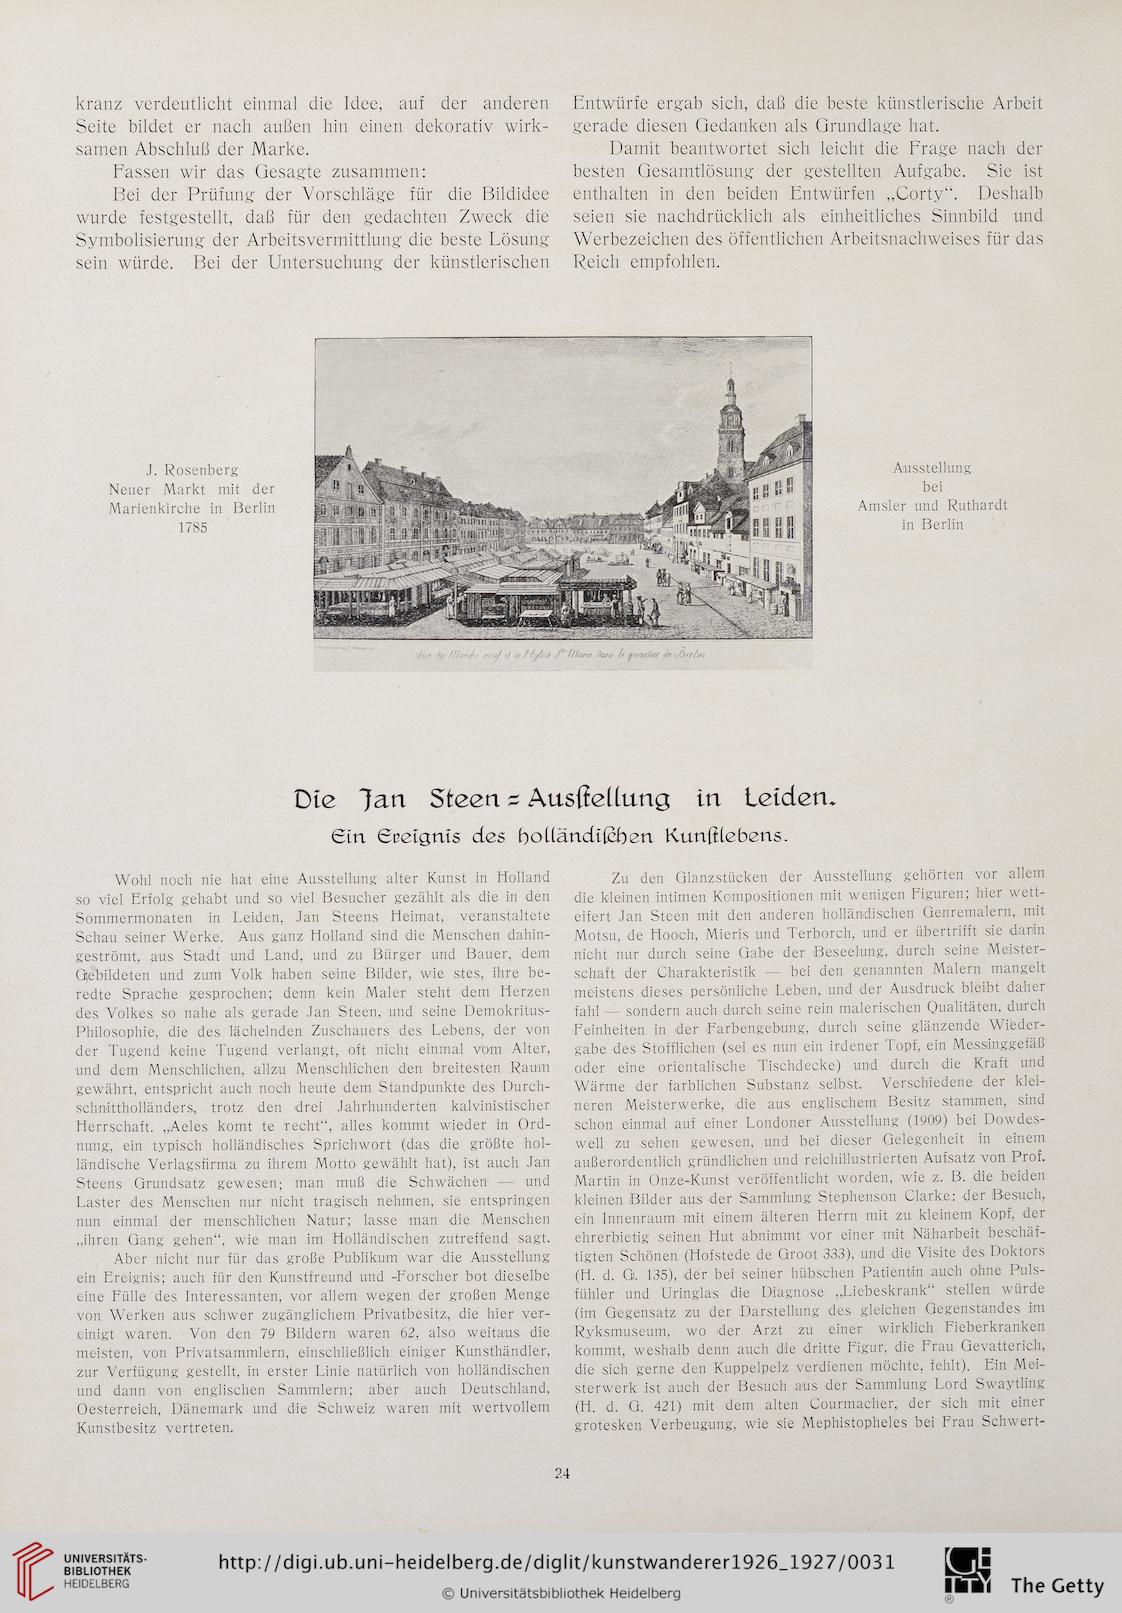 kranz verdeutlicht einmal die Idee, auf der anderen
Seite bildet er nach außen hin einen dekorativ wirk-
samen Abschluß der Marke.
Fassen wir das Gesagte zusammen:
Bei der Prüfung der Vorschläge für die Bildidee
wurde festgestellt, daß für den gedachten Zweck die
Symbolisierung der Arbeitsvermittlung die beste Lösung
sein würde. Bei der Untersuchung der künstlerischen
Entwürfe ergab sich, daß die beste künstlerische Arbeit
gerade diesen Gedanken als Grundlage hat.
Damit beantwortet sich leicht die Frage nach der
besten Gesamtlösung der gestellten Aufgabe. Sie ist
enthalten in den beiden Entwürfen „Corty“. Deshalb
seien sie nachdrücklich als einheitliches Sinnbild und
Werbezeichen des öffentlichen Arbeitsnachweises für das
Reich empfohlen.
J. Rosenberg
Neuer Markt mit der
Marienkirche in Berlin
1785
Ausstellung
bei
Amsler und Ruthardt
in Berlin
Vue du Marché neuf et de l'Eglise Ste Marie dans le quartier de Berlin
Die Jan Steen=Ausstellung in Leiden.
Ein Ereignis des holländischen Kunstlebens.
Wohl noch nie hat eine Ausstellung alter Kunst in Holland
so viel Erfolg gehabt und so viel Besucher gezählt als die in den
Sommermonaten in Leiden, Jan Steens Heimat, veranstaltete
Schau seiner Werke. Aus ganz Holland sind die Menschen dahin-
geströmt, aus Stadt und Land, und zu Bürger und Bauer, dem
Gebildeten und zum Volk haben seine Bilder, wie stes, ihre be-
redte Sprache gesprochen; denn kein Maler steht dem Herzen
des Volkes so nahe als gerade Jan Steen, und seine Demokritus-
Philosophie, die des lächelnden Zuschauers des Lebens, der von
der Tugend keine Tugend verlangt, oft nicht einmal vom Alter,
und dem Menschlichen, allzu Menschlichen den breitesten Raum
gewährt, entspricht auch noch heute dem Standpunkte des Durch-
schnittholländers, trotz den drei Jahrhunderten kalvinistischer
Herrschaft. „Aeles komt te recht“, alles kommt wieder in Ord-
nung, ein typisch holländisches Sprichwort (das die größte hol-
ländische Verlagsfirma zu ihrem Motto gewählt hat), ist auch Jan
Steens Grundsatz gewesen; man muß die Schwächen — und
Laster des Menschen nur nicht tragisch nehmen, sie entspringen
nun einmal der menschlichen Natur; lasse man die Menschen
„ihren Gang gehen“, wie man im Holländischen zutreffend sagt.
Aber nicht nur für das große Publikum war die Ausstellung
ein Ereignis; auch für den Kunstfreund und -Forscher bot dieselbe
eine Fülle des Interessanten, vor allem wegen der großen Menge
von Werken aus schwer zugänglichem Privatbesitz, die hier ver-
einigt waren. Von den 79 Bildern waren 62, also weitaus die
meisten, von Privatsammlern, einschließlich einiger Kunsthändler,
zur Verfügung gestellt, in erster Linie natürlich von holländischen
und dann von englischen Sammlern; aber auch Deutschland,
Oesterreich, Dänemark und die Schweiz waren mit wertvollem
Kunstbesitz vertreten.
Zu den Glanzstücken der Ausstellung gehörten vor allem
die kleinen intimen Kompositionen mit wenigen Figuren; hier wett-
eifert Jan Steen mit den anderen holländischen Genremalern, mit
Motsu, de Hooch, Mieris und Terborch, und er übertrifft sie darin
nicht nur durch seine Gabe der Beseelung, durch seine Meister-
schaft der Charakteristik — bei den genannten Malern mangelt
meistens dieses persönliche Leben, und der Ausdruck bleibt daher
fahl — sondern auch durch seine rein malerischen Qualitäten, durch
Feinheiten in der Farbengebung, durch seine glänzende Wieder-
gabe des Stofflichen (sei es nun ein irdener Topf, ein Messinggefäß
oder eine orientalische Tischdecke) und durch die Kraft und
Wärme der farblichen Substanz selbst. Verschiedene der klei-
neren Meisterwerke, die aus englischem Besitz stammen, sind
schon einmal auf einer Londoner Ausstellung (1909) bei Dowdes-
well zu sehen gewesen, und bei dieser Gelegenheit in einem
außerordentlich gründlichen und reichillustrierten Aufsatz von Prof.
Martin in Onze-Kunst veröffentlicht worden, wie z. B. die beiden
kleinen Bilder aus der Sammlung Stephenson Clarke: der Besuch,
ein Innenraum mit einem älteren Herrn mit zu kleinem Kopf, der
ehrerbietig seinen Hut abnimmt vor einer mit Näharbeit beschäf-
tigten Schönen (Hofstede de Groot 333), und die Visite des Doktors
(H. d. G. 135), der bei seiner hübschen Patientin auch ohne Puls-
fühler und Uringlas die Diagnose „Liebeskrank“ stellen würde
(im Gegensatz zu der Darstellung des gleichen Gegenstandes im
Ryksmuseum, wo der Arzt zu einer wirklich Fieberkranken
kommt, weshalb denn auch die dritte Figur, die Frau Gevatterich,
die sich gerne den Kuppelpelz verdienen möchte, fehlt). Ein Mei-
sterwerk ist auch der Besuch aus der Sammlung Lord Swaytling
(H. d. G. 421) mit dem alten Courmacher, der sich mit einer
grotesken Verbeugung, wie sie Mephistopheles bei Frau Schwert-
24
UNIVERSITÄTS-
BIBLIOTHEK
HEIDELBERG
http://digi.ub.uni-heidelberg.de/diglit/kunstwanderer1926_1927/0031
© Universitätsbibliothek Heidelberg
GETTY
The Getty